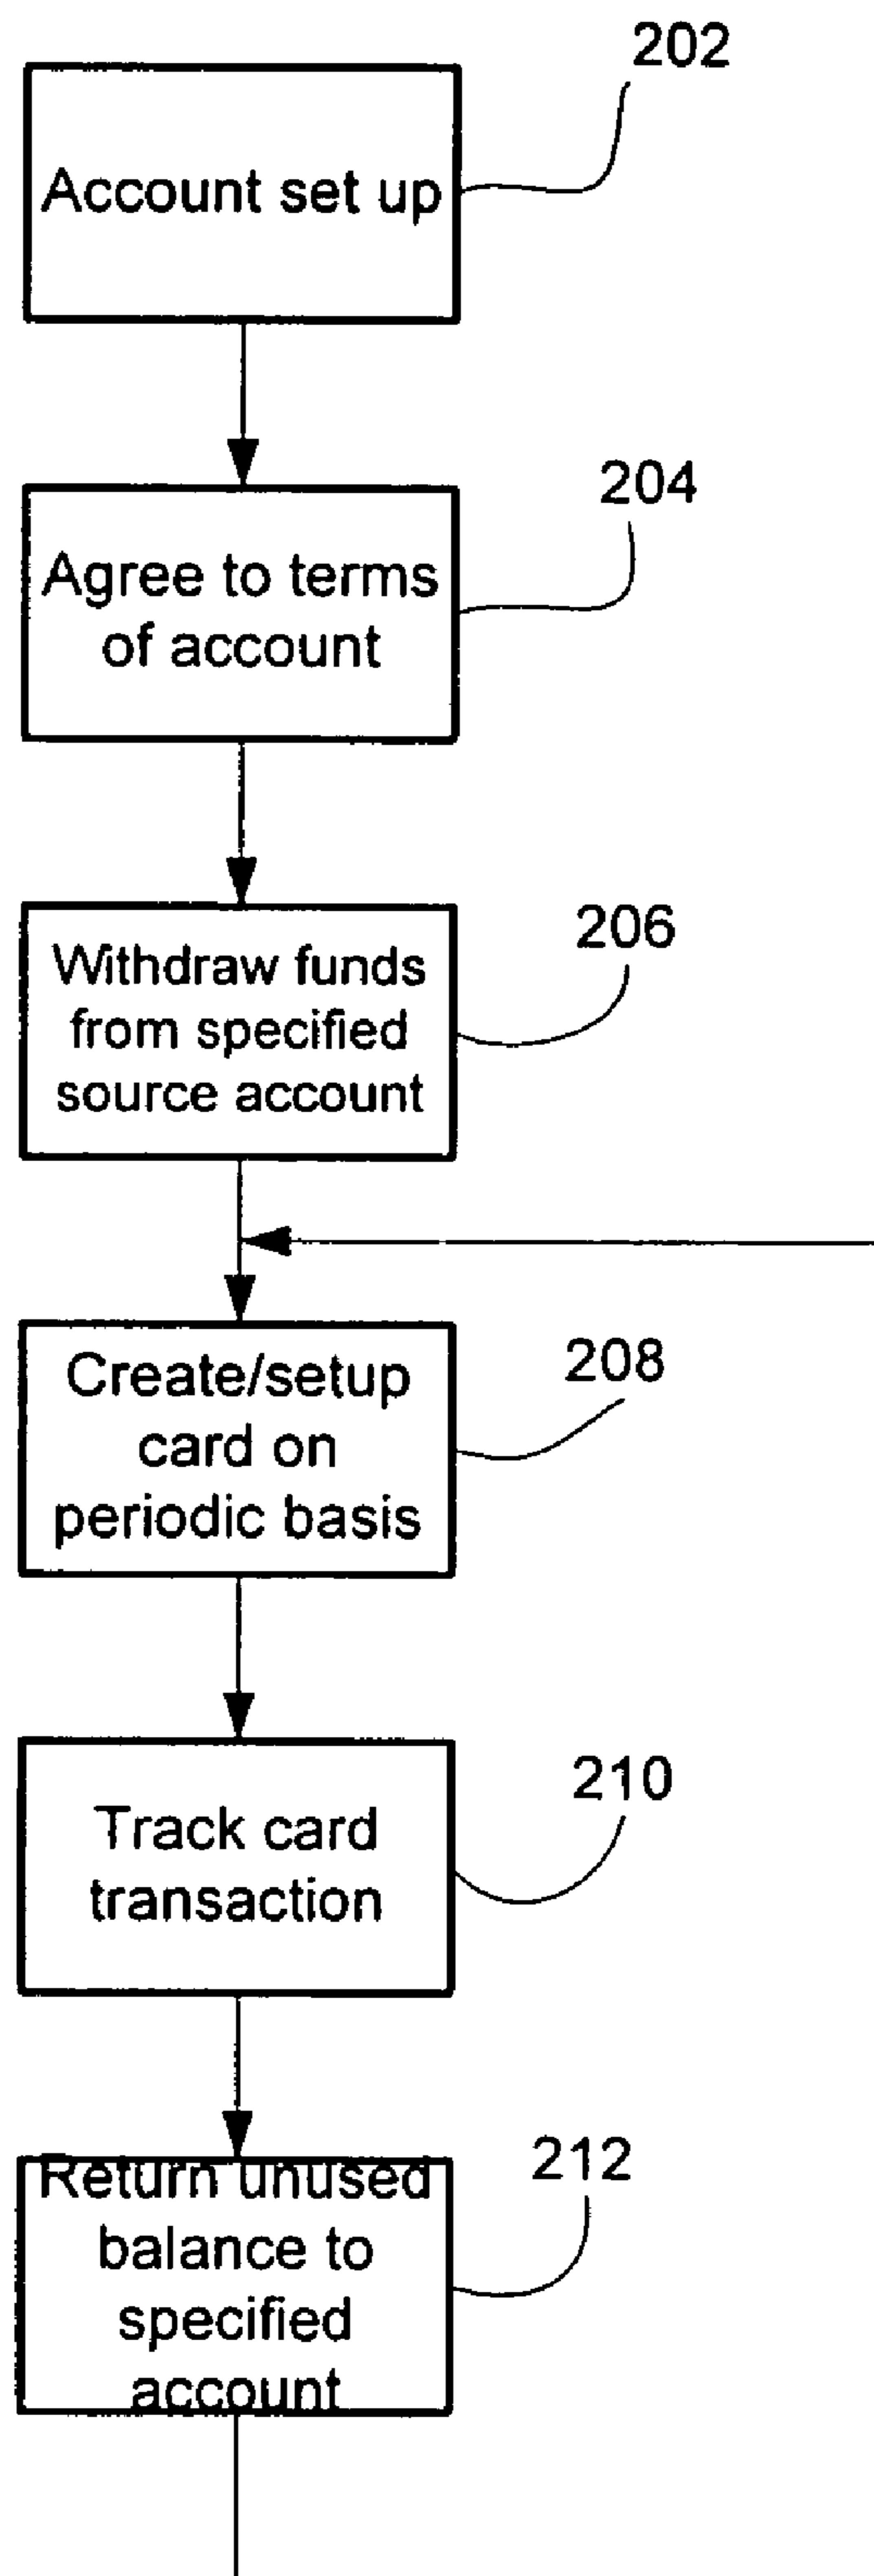 202
Account set up
204
Agree to terms
of account
206
Withdraw funds
from specified
source account
208
Create/setup
card on
periodic basis
210
Track card
transaction
212
Return unused
balance to
specified
account